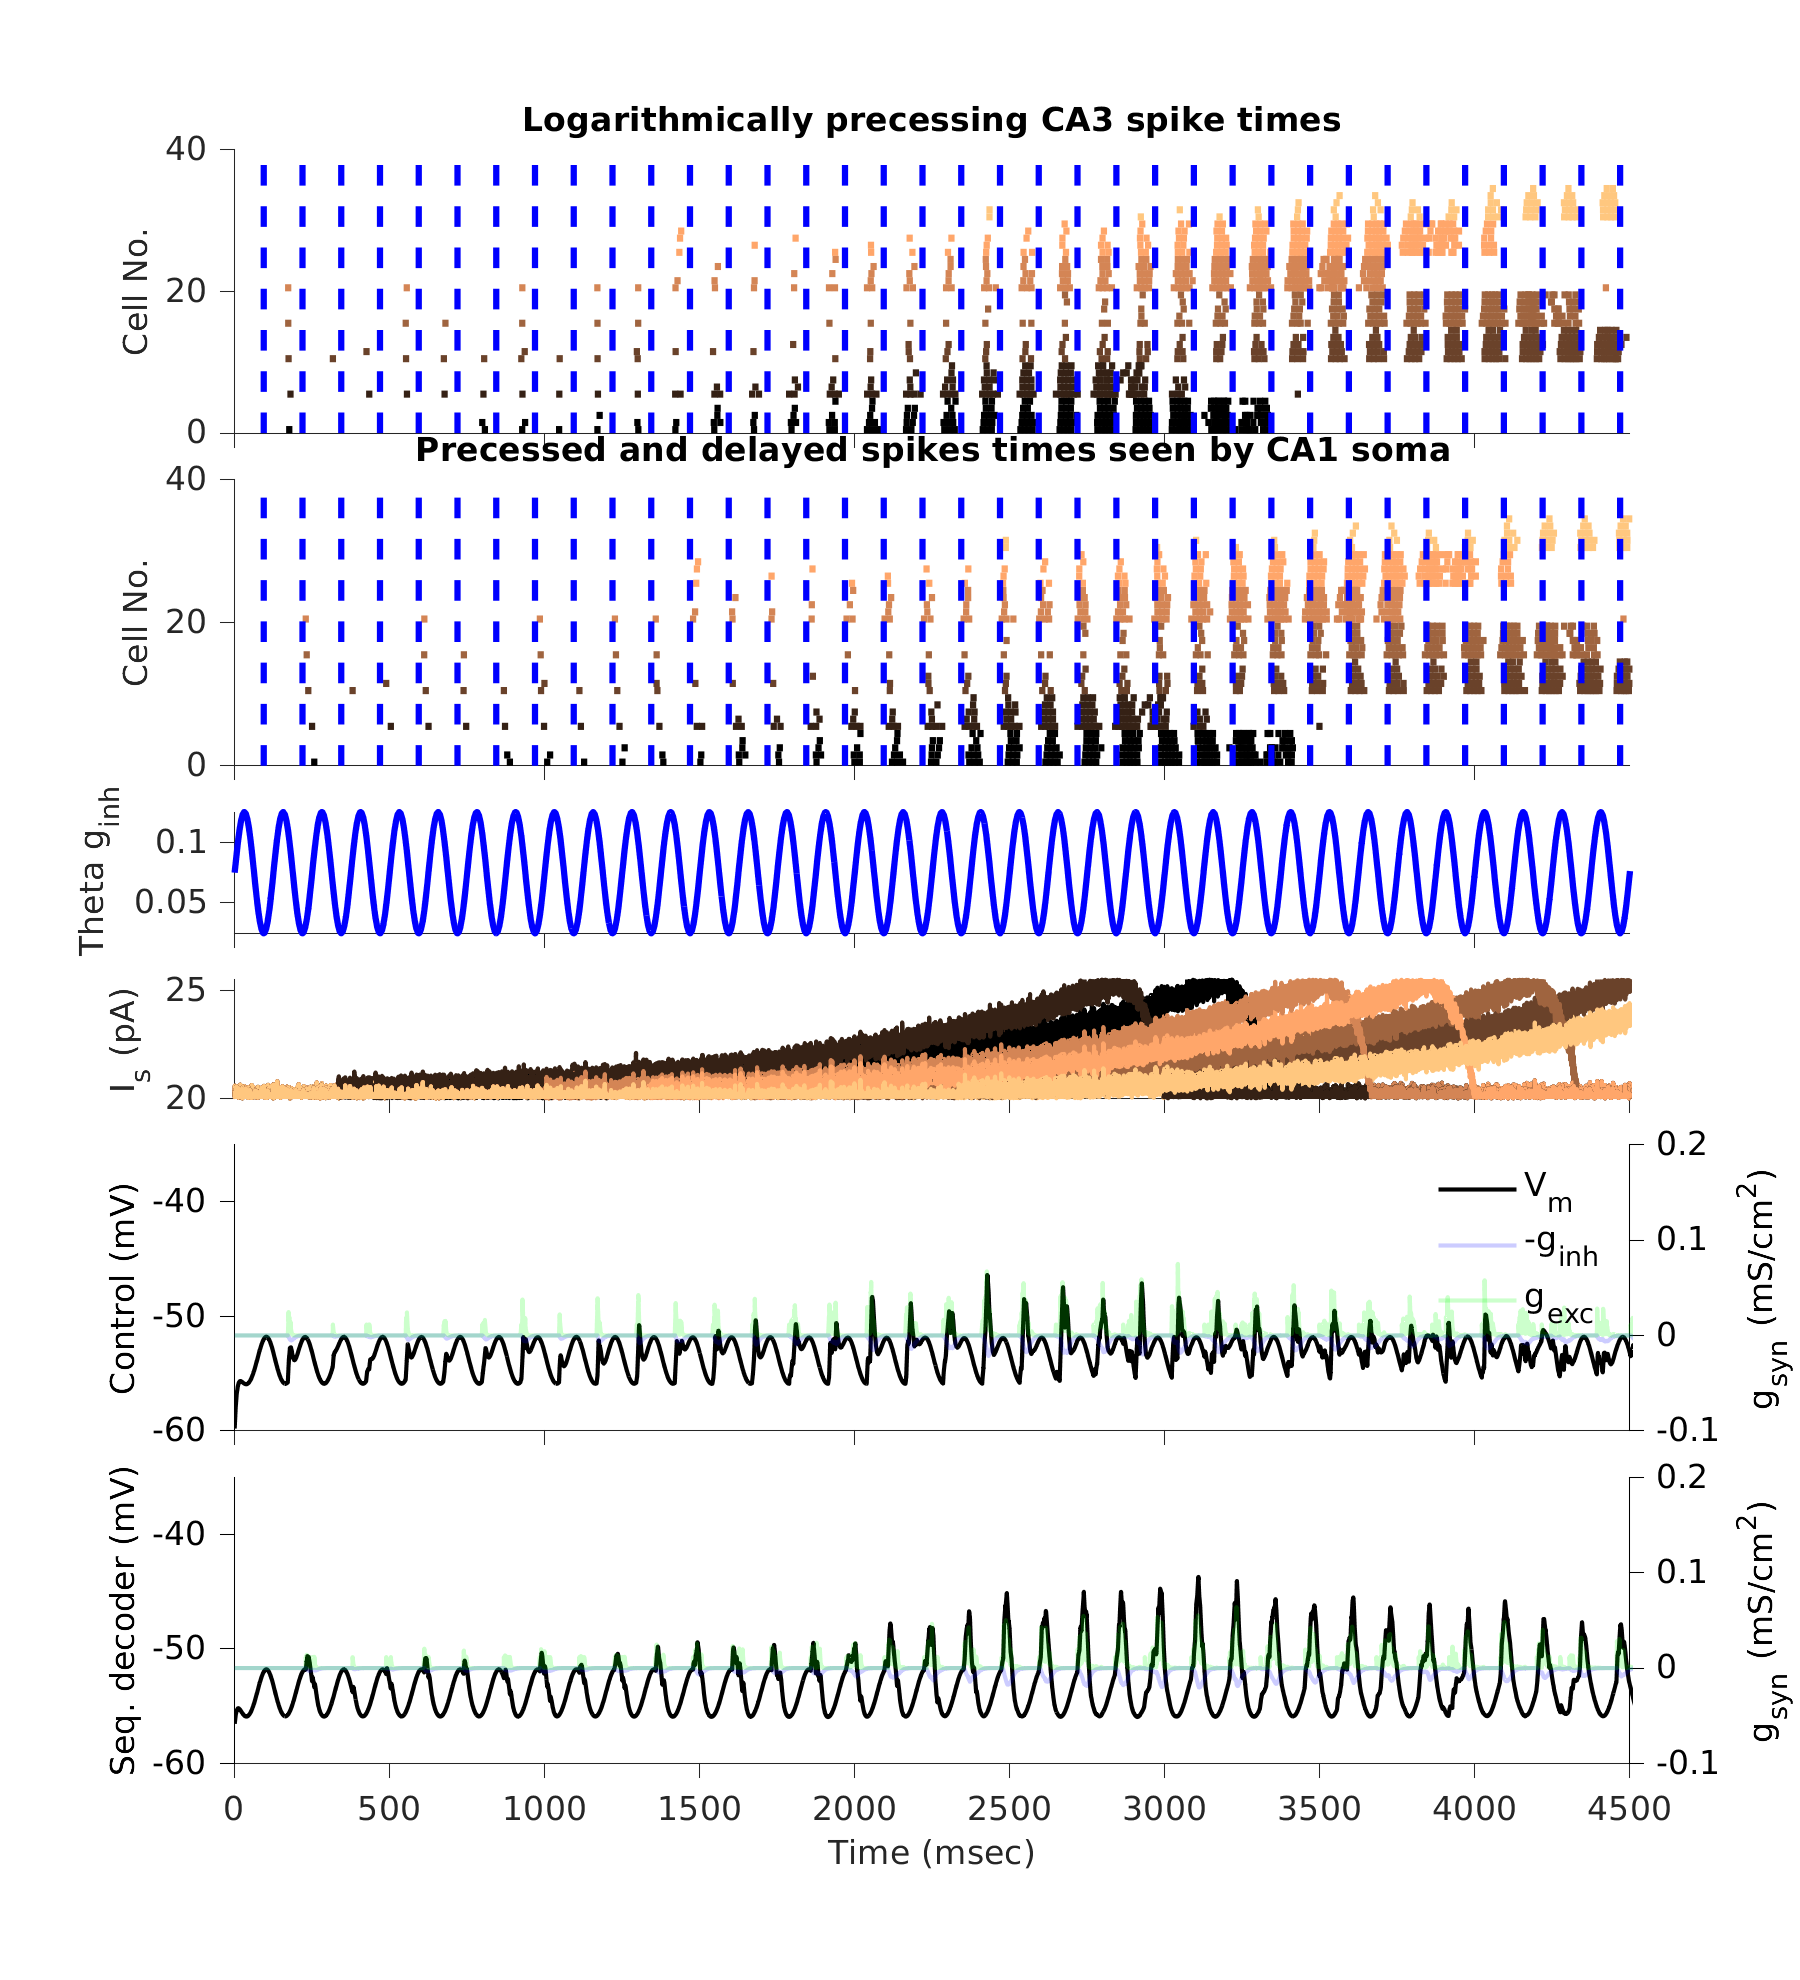 Logarithmically precessing CA3 spike times
40
20
0
Cell No.
Precessed and delayed spikes times seen by CA1 soma
40
20
0
Cell No.
0.1
0.05
Theta g_inh
25
20
I_s (pA)
-40
-50
-60
Control (mV)
V_m
-g_inh
g_exc
0.2
0.1
0
-0.1
g_syn (mS/cm^2)
-40
-50
-60
Seq. decoder (mV)
0.2
0.1
0
-0.1
g_syn (mS/cm^2)
0 500 1000 1500 2000 2500 3000 3500 4000 4500
Time (msec)